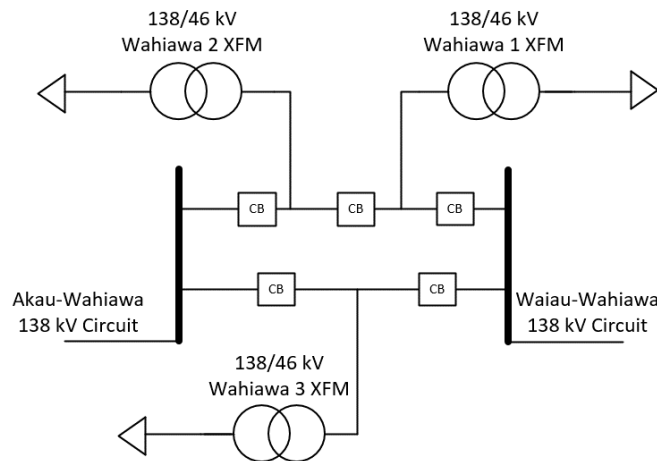 138/46 kV
Wahiawa 2 XFM
138/46 kV
Wahiawa 1 XFM
CB
CB
CB
CB
CB
Akau-Wahiawa
138 kV Circuit
Waiau-Wahiawa
138 kV Circuit
138/46 kV
Wahiawa 3 XFM